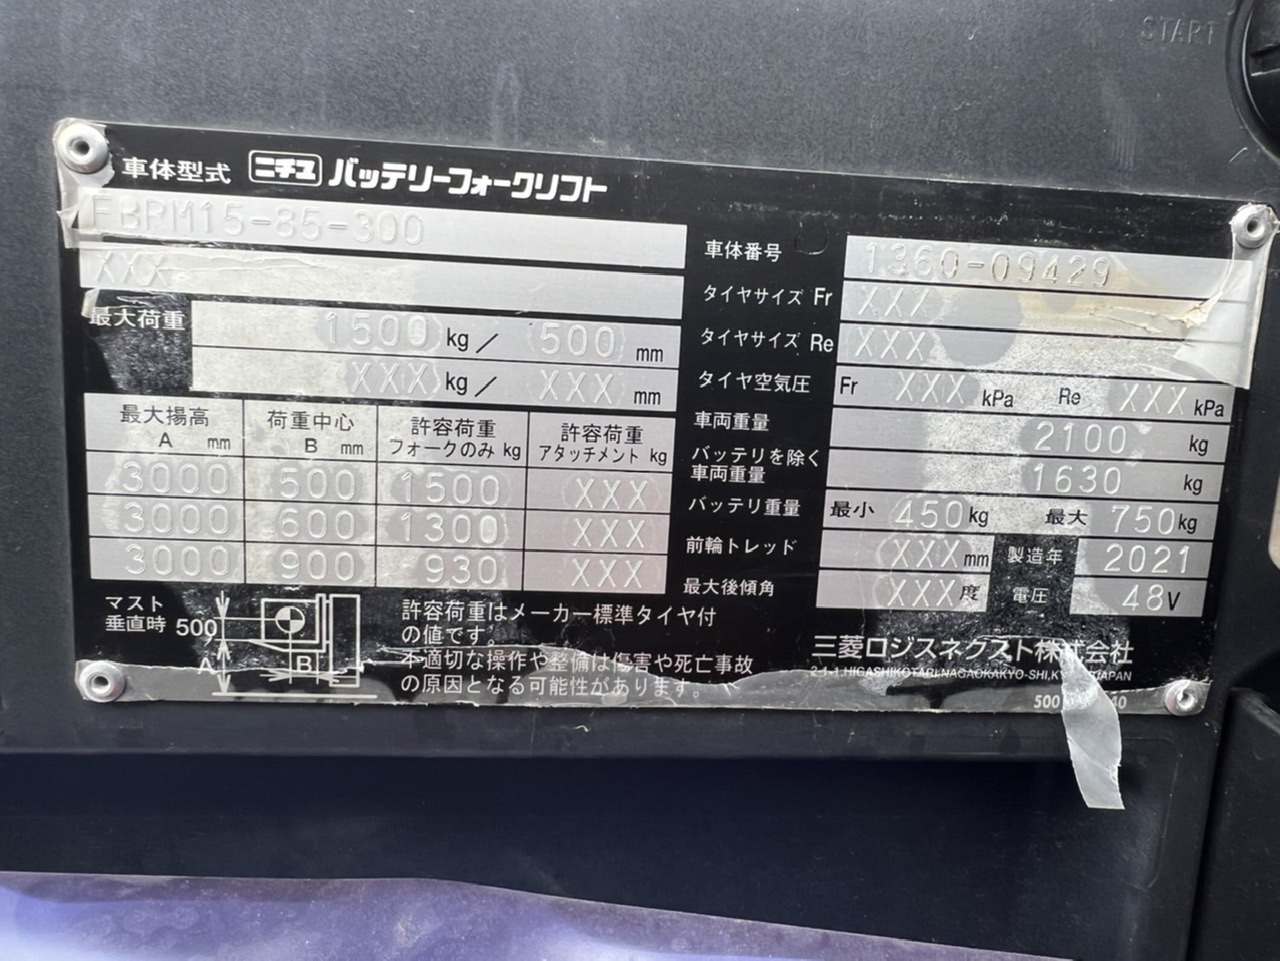 START
車体型式 ニチユ バッテリーフォークリフト
FBRM15-85-300
XXX
最大荷重 1500 kg / 500 mm
XXX kg / XXX mm
最大揚高 A mm 荷重中心 B mm 許容荷重 フォークのみ kg 許容荷重 アタッチメント kg
3000 500 1500 XXX
3000 600 1300 XXX
3000 900 930 XXX
マスト
垂直時 500
A
B
許容荷重はメーカー標準タイヤ付
の値です。
不適切な操作や整備は傷害や死亡事故
の原因となる可能性があります。
車体番号 1360-09429
タイヤサイズ Fr XXX
タイヤサイズ Re XXX
タイヤ空気圧 Fr XXX kPa Re XXX kPa
車両重量 2100 kg
バッテリを除く
車両重量 1630 kg
バッテリ重量 最小 450 kg 最大 750 kg
前輪トレッド XXX mm 製造年 2021
最大後傾角 XXX 度 電圧 48 V
三菱ロジスネクスト株式会社
2-1-1,HIGASHIKOTARI,NAGAOKAKYO-SHI, JAPAN
500